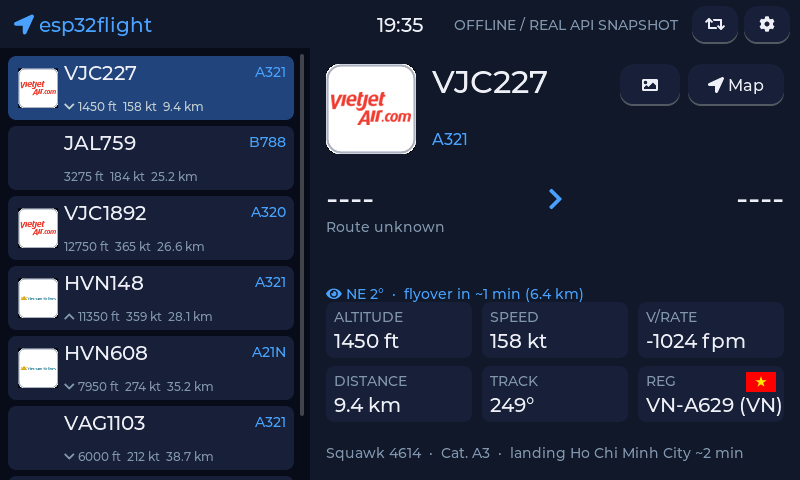 esp32flight
19:35
OFFLINE / REAL API SNAPSHOT
VJC227
A321
1450 ft 158 kt 9.4 km
JAL759
B788
3275 ft 184 kt 25.2 km
VJC1892
A320
12750 ft 365 kt 26.6 km
HVN148
A321
11350 ft 359 kt 28.1 km
HVN608
A21N
7950 ft 274 kt 35.2 km
VAG1103
A321
6000 ft 212 kt 38.7 km
vietjet
Air.com
VJC227
A321
Map
---- ----
Route unknown
NE 2° · flyover in ~1 min (6.4 km)
ALTITUDE
1450 ft
SPEED
158 kt
V/RATE
-1024 fpm
DISTANCE
9.4 km
TRACK
249°
REG
VN-A629 (VN)
Squawk 4614 · Cat. A3 · landing Ho Chi Minh City ~2 min